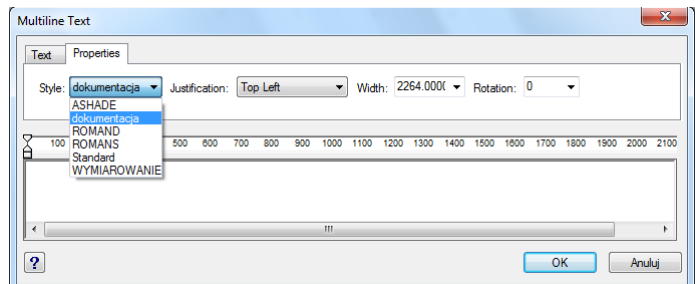 Multiline Text
x
Text Properties
Style: dokumentacja Justification: Top Left Width: 2264.000( Rotation: 0
ASHADE
dokumentacja
ROMAND
ROMANS
Standard
WYMIAROWANIE
100 500 600 700 800 900 1000 1100 1200 1300 1400 1500 1600 1700 1800 1900 2000 2100
? OK Anuluj